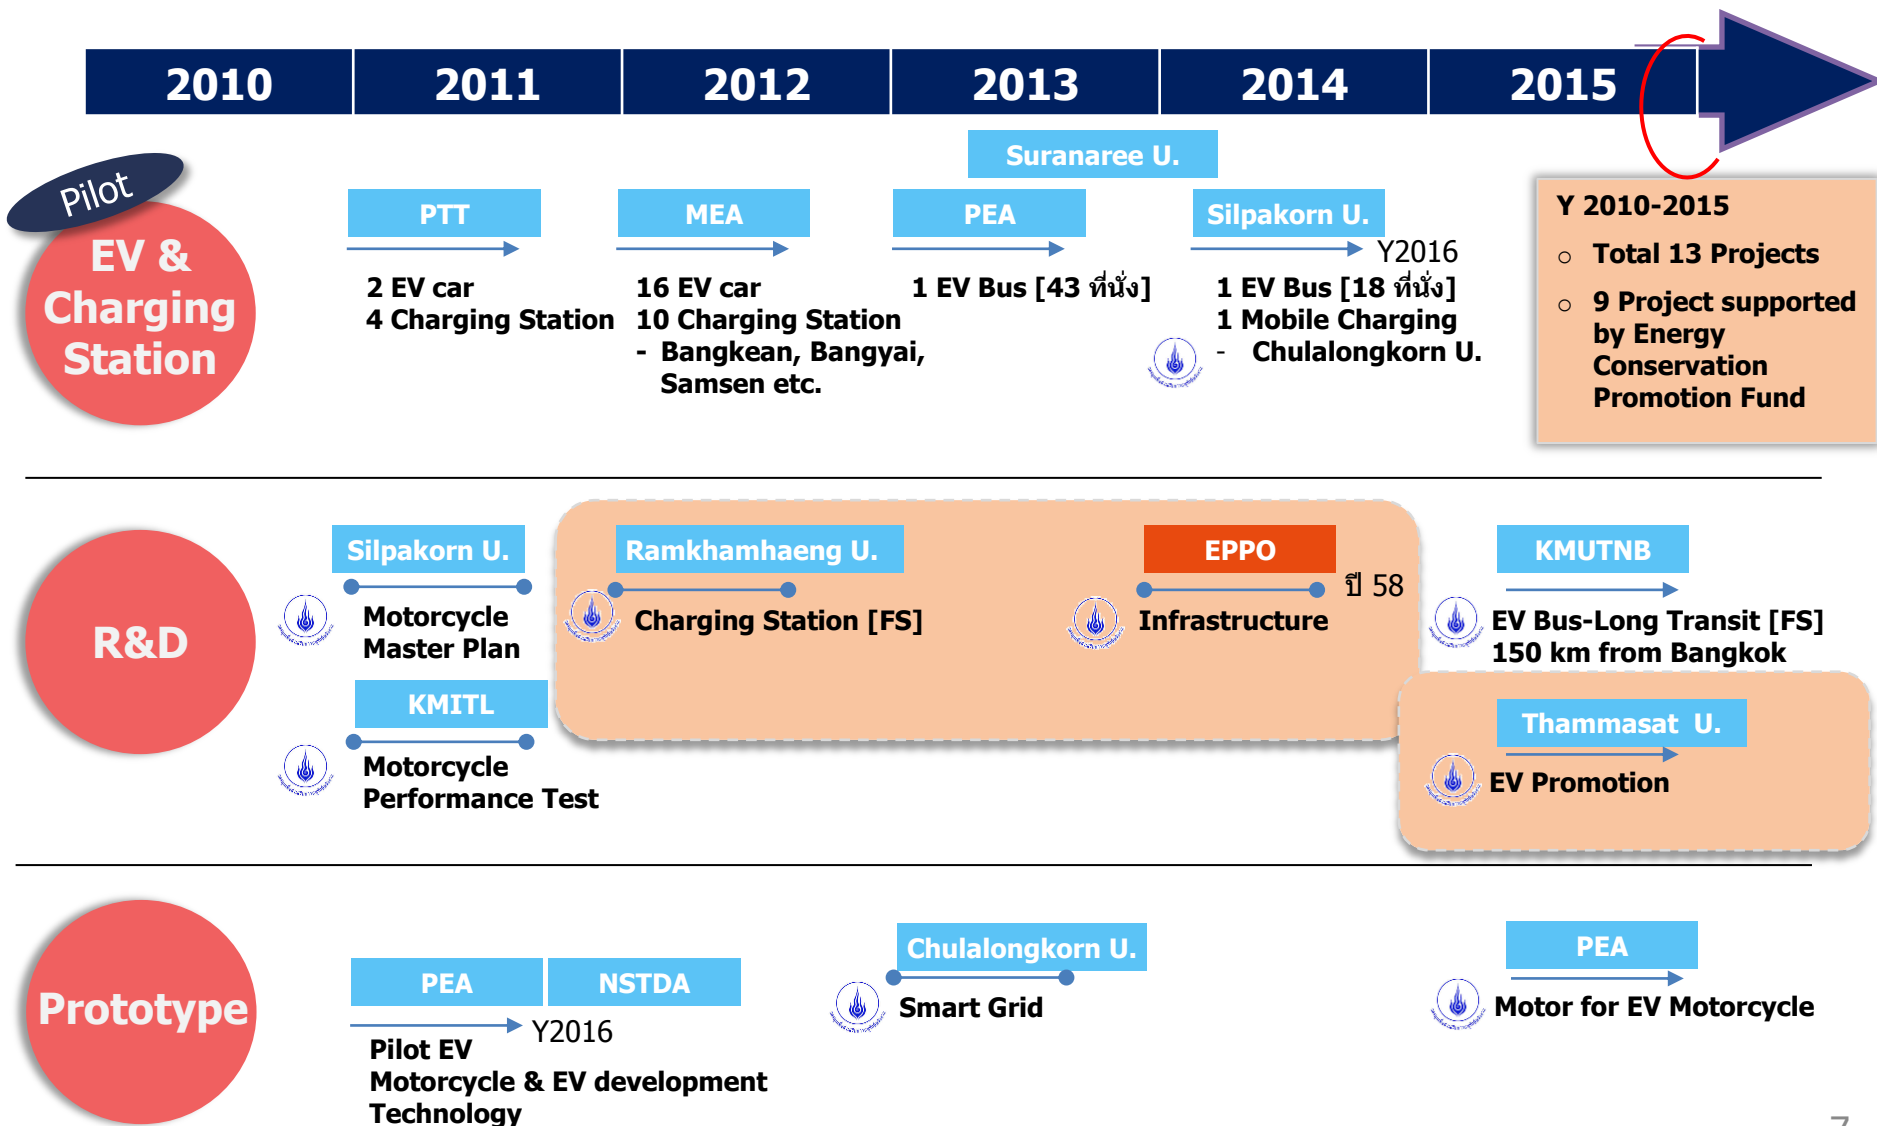 2010 2011 2012 2013 2014 2015
Pilot
EV &
Charging
Station
Suranaree U.
PTT
2 EV car
4 Charging Station
MEA
16 EV car
10 Charging Station
- Bangkean, Bangyai,
Samsen etc.
PEA
1 EV Bus [43 ที่นั่ง]
Silpakorn U.
Y2016
1 EV Bus [18 ที่นั่ง]
1 Mobile Charging
- Chulalongkorn U.
Y 2010-2015
○ Total 13 Projects
○ 9 Project supported
by Energy
Conservation
Promotion Fund
R&D
Silpakorn U.
Motorcycle
Master Plan
KMITL
Motorcycle
Performance Test
Ramkhamhaeng U.
Charging Station [FS]
EPPO
ปี 58
Infrastructure
KMUTNB
EV Bus-Long Transit [FS]
150 km from Bangkok
Thammasat U.
EV Promotion
Prototype
PEA NSTDA
Y2016
Pilot EV
Motorcycle & EV development
Technology
Chulalongkorn U.
Smart Grid
PEA
Motor for EV Motorcycle
7